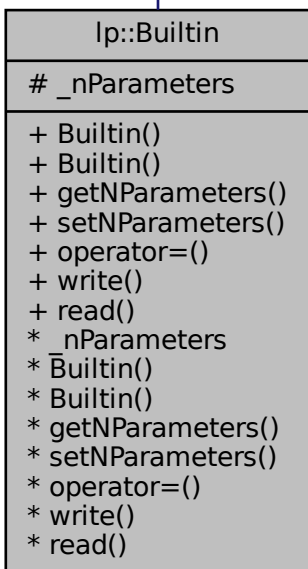 lp::Builtin
# _nParameters
+ Builtin()
+ Builtin()
+ getNParameters()
+ setNParameters()
+ operator=()
+ write()
+ read()
* _nParameters
* Builtin()
* Builtin()
* getNParameters()
* setNParameters()
* operator=()
* write()
* read()